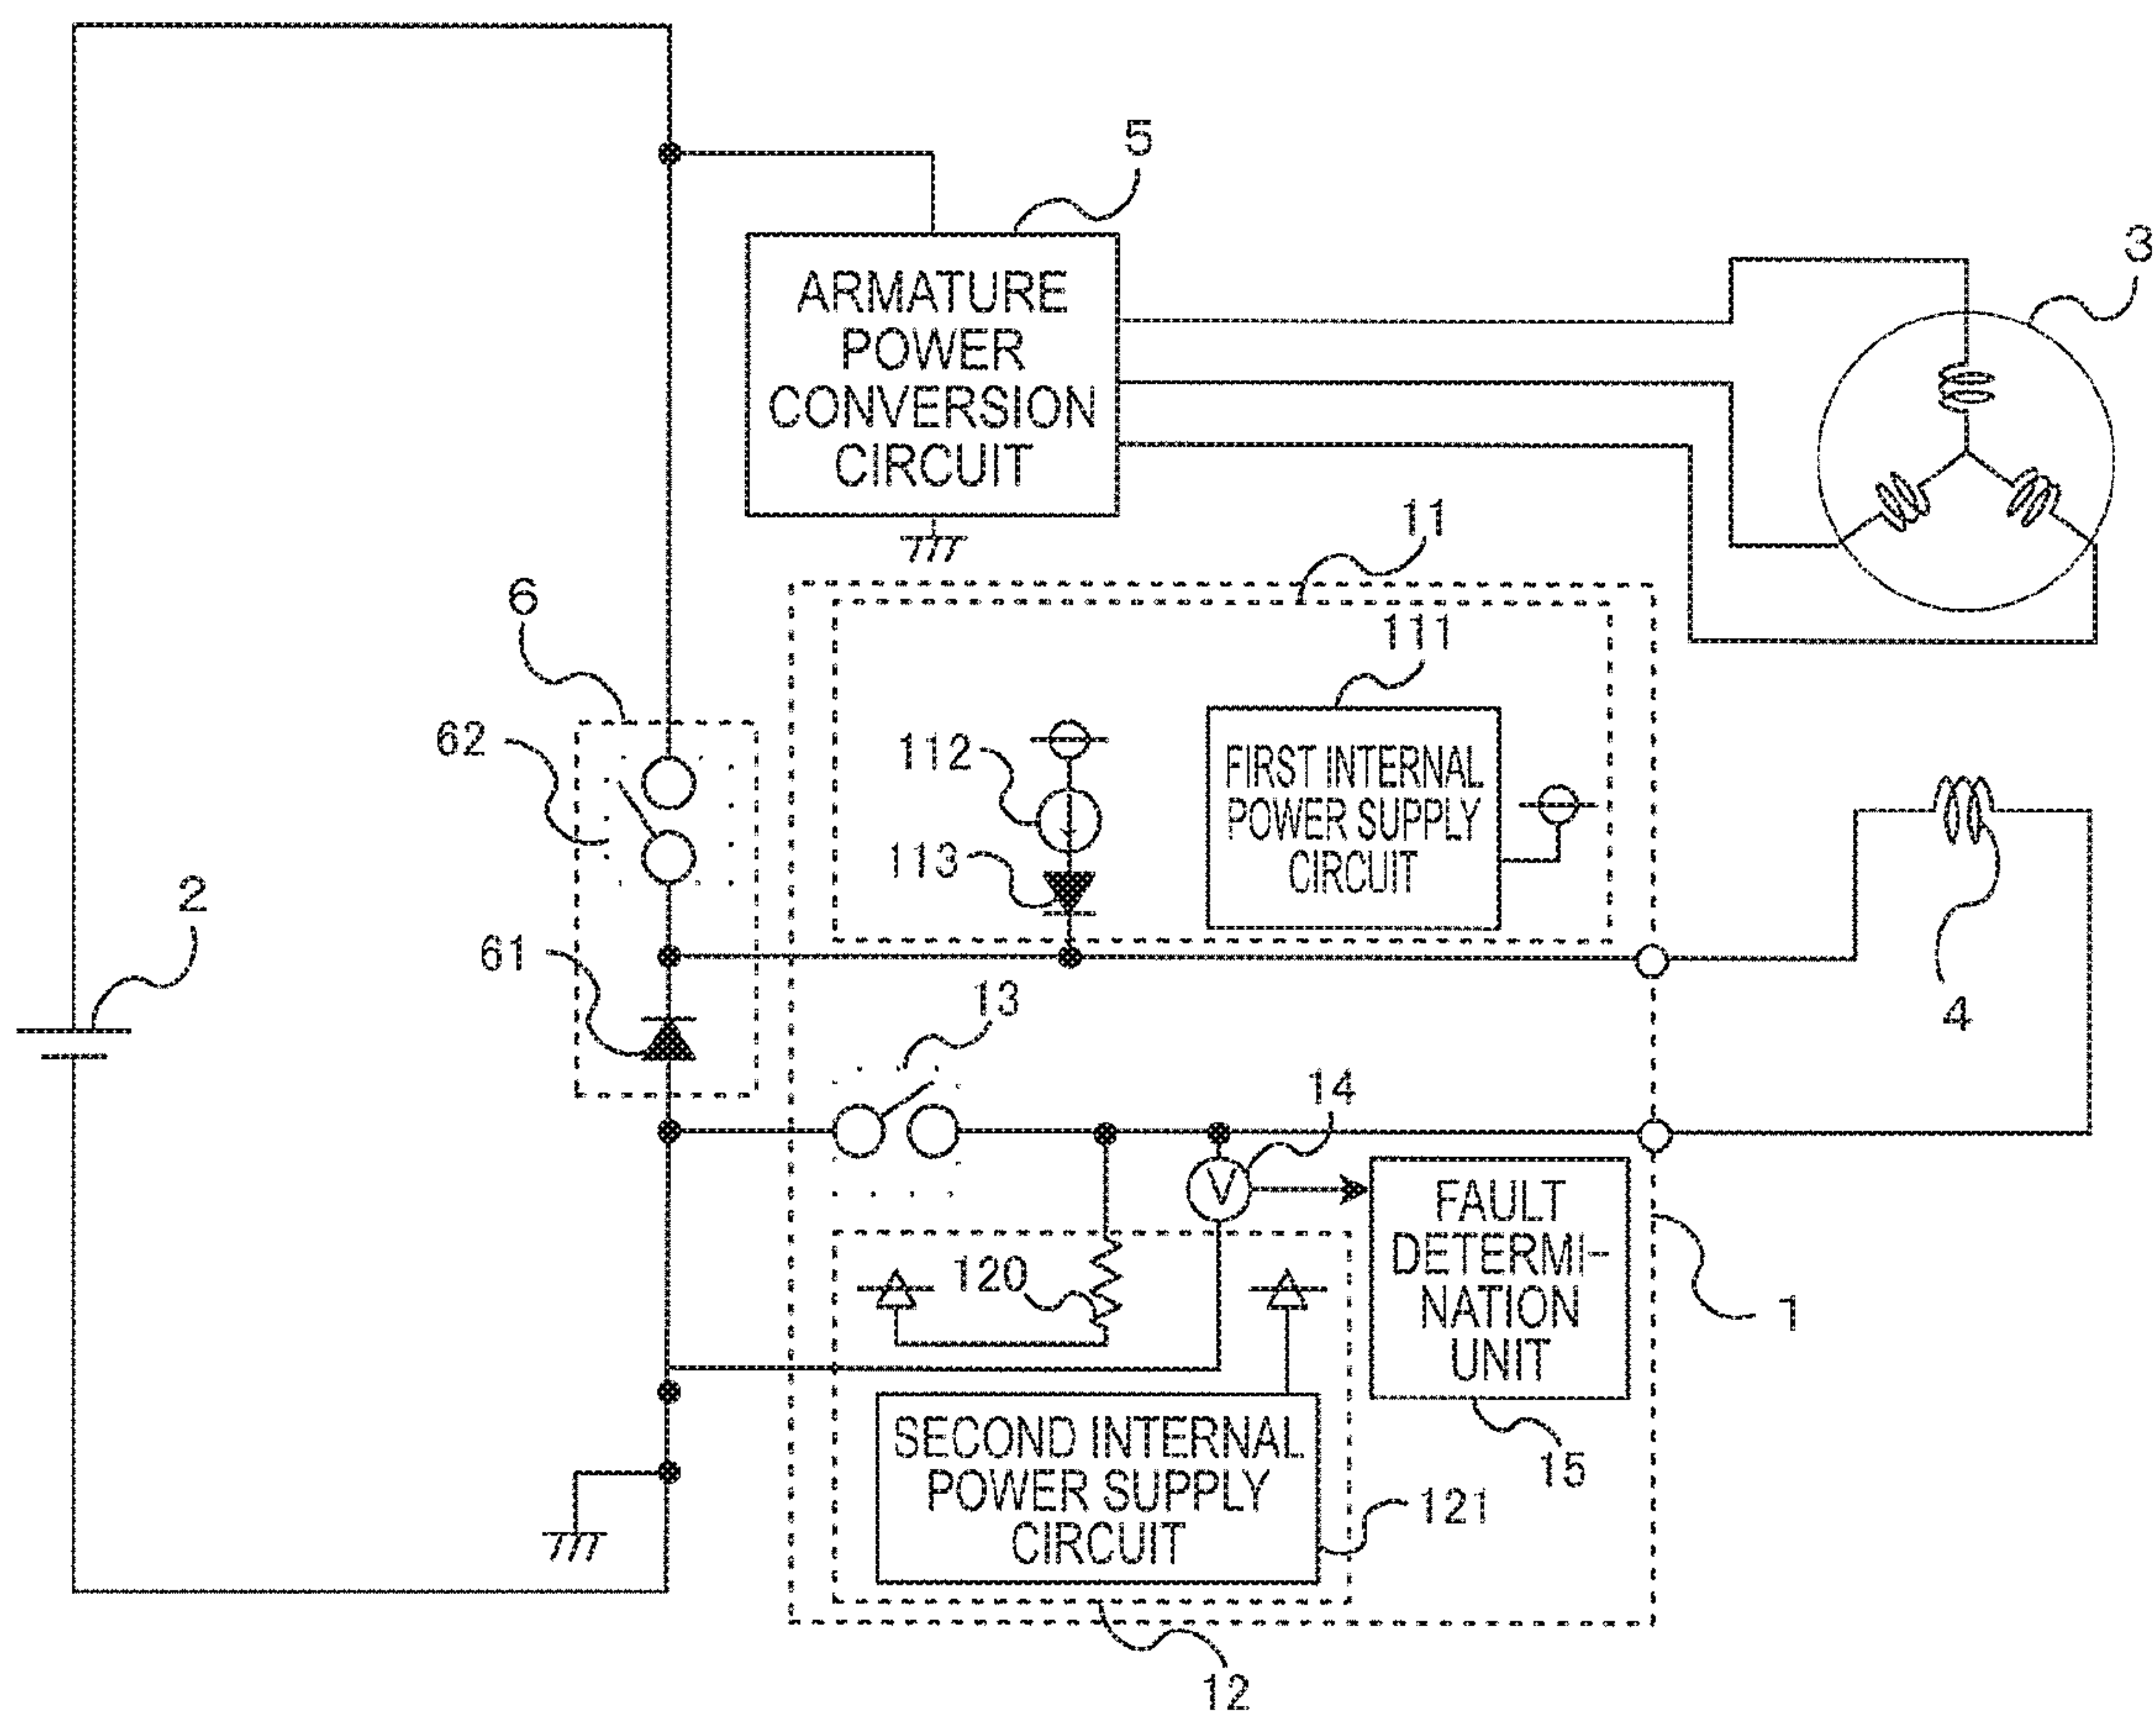 5
3
ARMATURE
POWER
CONVERSION
CIRCUIT
11
6
111
62
112
FIRST INTERNAL
POWER SUPPLY
CIRCUIT
113
2
61
13
4
14
V
FAULT
DETERMI-
NATION
UNIT
120
1
SECOND INTERNAL
POWER SUPPLY
CIRCUIT
15
121
12